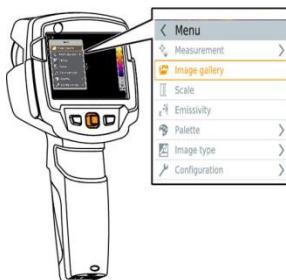 Menu
Measurement
Image gallery
Scale
Emissivity
Palette
Image type
Configuration